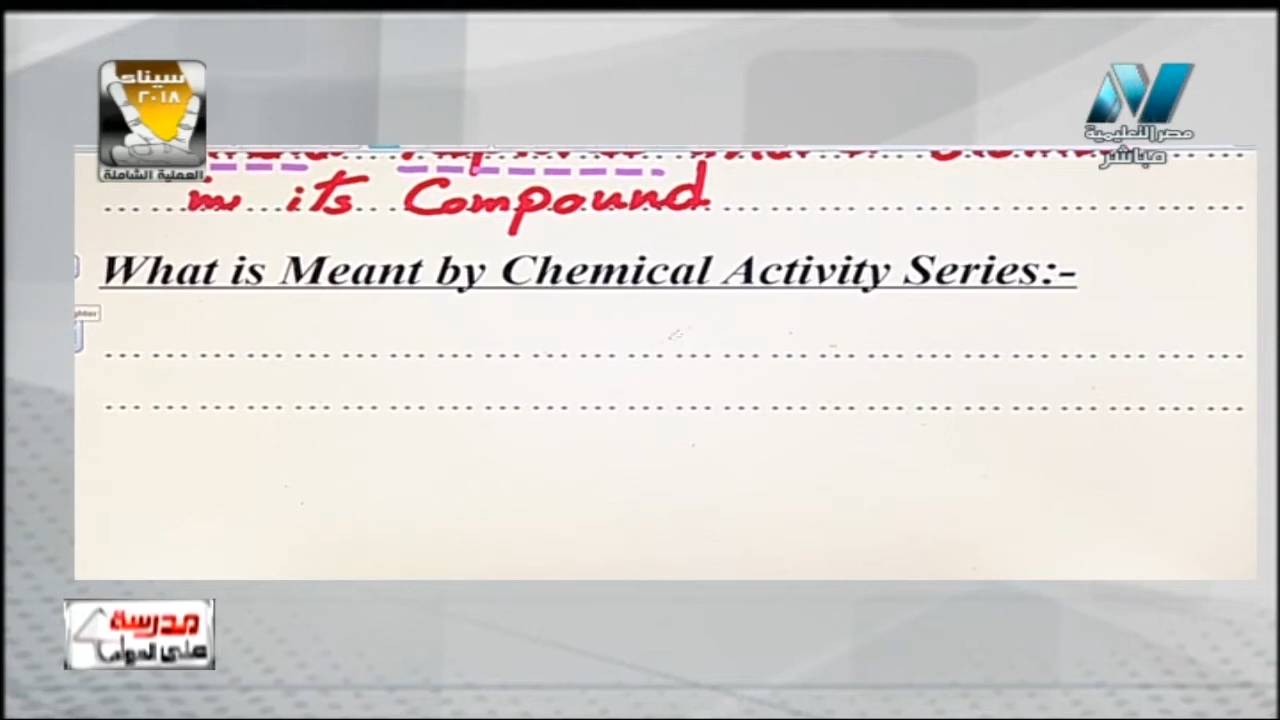 سيناء
٢٠١٨
العملية الشاملة
مصر التعليمية
مباشر
in its Compound
What is Meant by Chemical Activity Series:-
مدرسة
على الهواء